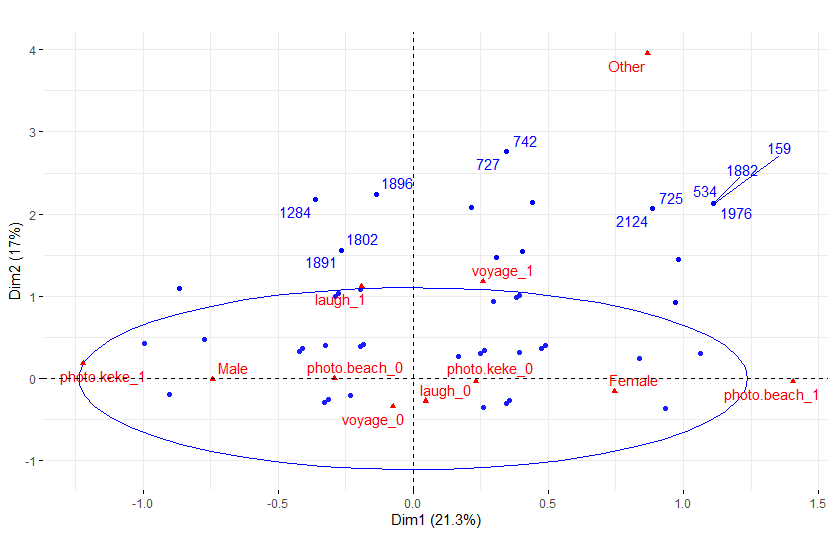 4
Other
3
742
727
159
1882
1896
534
725
1284
2
2124
1976
1802
1891
voyage_1
1
laugh_1
Dim2 (17%)
photo.keke_1
Male
photo.beach_0
photo.keke_0
Female
0
laugh_0
photo.beach_1
voyage_0
-1
-1.0
-0.5
0.0
0.5
1.0
1.5
Dim1 (21.3%)